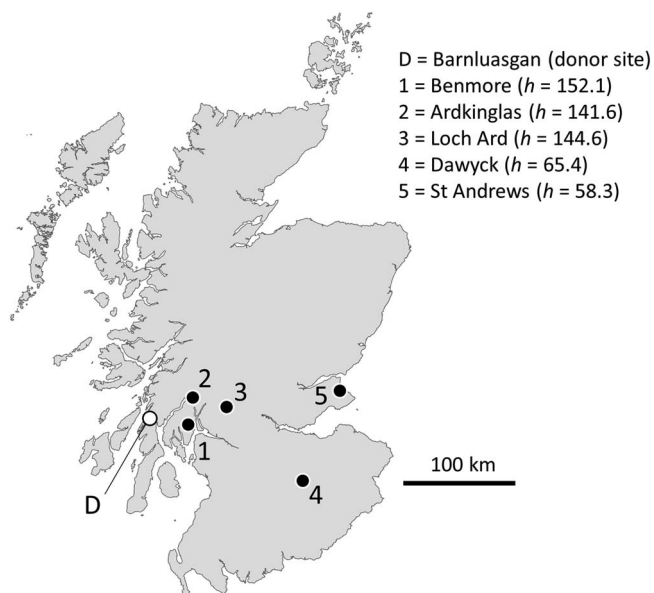 D = Barnluasgan (donor site)
1 = Benmore (h = 152.1)
2 = Ardkinglas (h = 141.6)
3 = Loch Ard (h = 144.6)
4 = Dawyck (h = 65.4)
5 = St Andrews (h = 58.3)
2
3
5
1
100 km
4
D